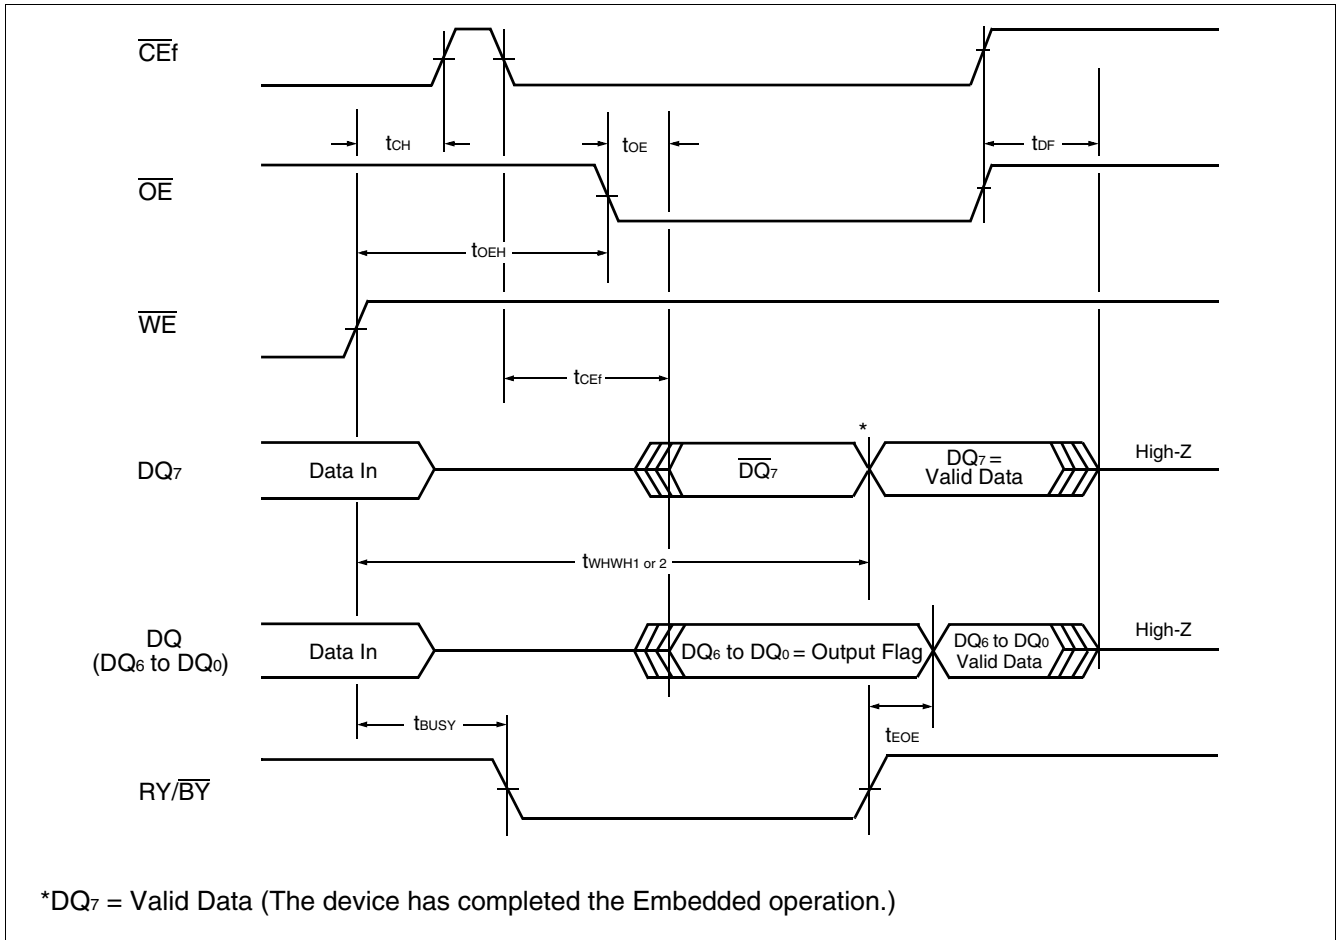 CEf
tCH
tOE
tDF
OE
tOEH
WE
tCEf
*
DQ7
Data In
DQ7
DQ7 =
Valid Data
High-Z
tWHWH1 or 2
DQ
(DQ6 to DQ0)
Data In
DQ6 to DQ0 = Output Flag
DQ6 to DQ0
Valid Data
High-Z
tBUSY
tEOE
RY/BY
*DQ7 = Valid Data (The device has completed the Embedded operation.)